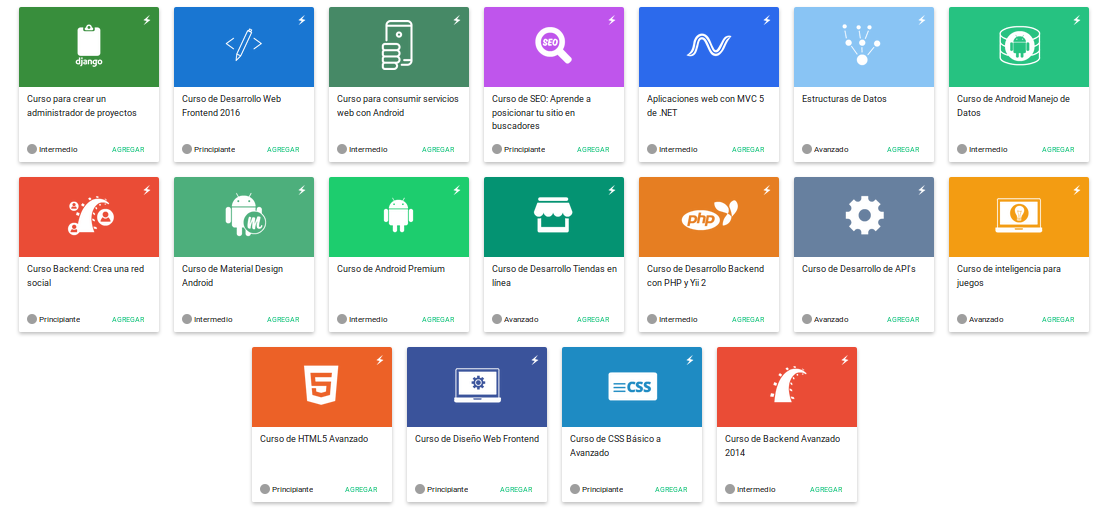 django
Curso para crear un
administrador de proyectos
Intermedio AGREGAR
Curso de Desarrollo Web
Frontend 2016
Principiante AGREGAR
Curso para consumir servicios
web con Android
Intermedio AGREGAR
SEO
Curso de SEO: Aprende a
posicionar tu sitio en
buscadores
Principiante AGREGAR
Aplicaciones web con MVC 5
de .NET
Intermedio AGREGAR
Estructuras de Datos
Avanzado AGREGAR
Curso de Android Manejo de
Datos
Intermedio AGREGAR
Curso Backend: Crea una red
social
Principiante AGREGAR
m
Curso de Material Design
Android
Intermedio AGREGAR
Curso de Android Premium
Intermedio AGREGAR
Curso de Desarrollo Tiendas en
línea
Avanzado AGREGAR
php
Curso de Desarrollo Backend
con PHP y Yii 2
Intermedio AGREGAR
Curso de Desarrollo de API's
Avanzado AGREGAR
Curso de inteligencia para
juegos
Avanzado AGREGAR
5
Curso de HTML5 Avanzado
Principiante AGREGAR
Curso de Diseño Web Frontend
Principiante AGREGAR
CSS
Curso de CSS Básico a
Avanzado
Principiante AGREGAR
Curso de Backend Avanzado
2014
Intermedio AGREGAR